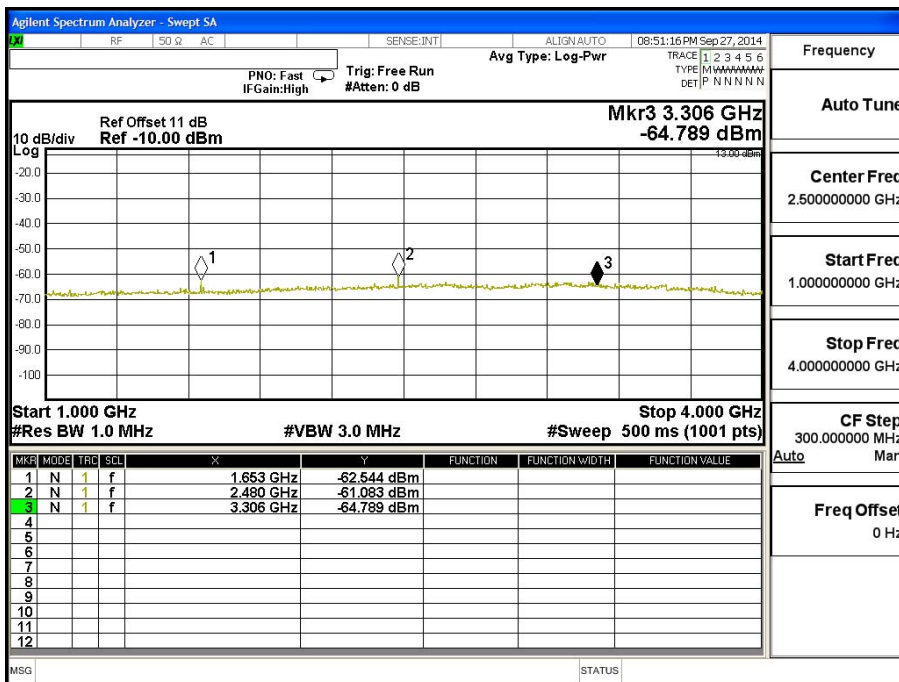 Agilent Spectrum Analyzer - Swept SA
LXI RF 50 Ω AC SENSE:INT ALIGNAUTO 08:51:16PM Sep27, 2014
Avg Type: Log-Pwr
TRACE 1 2 3 4 5 6
TYPE MWWWWW
DET P N N N N N
PNO: Fast
IFGain:High
Trig: Free Run
#Atten: 0 dB
Mkr3 3.306 GHz
-64.789 dBm
Ref Offset 11 dB
10 dB/div Ref -10.00 dBm
Log
-13.00 dBm
-20.0
-30.0
-40.0
-50.0
-60.0
-70.0
-80.0
-90.0
-100
1
2
3
Start 1.000 GHz Stop 4.000 GHz
#Res BW 1.0 MHz #VBW 3.0 MHz #Sweep 500 ms (1001 pts)
MKR MODE TRC SCL X Y FUNCTION FUNCTION WIDTH FUNCTION VALUE
1 N 1 f 1.653 GHz -62.544 dBm
2 N 1 f 2.480 GHz -61.083 dBm
3 N 1 f 3.306 GHz -64.789 dBm
4
5
6
7
8
9
10
11
12
MSG STATUS
Frequency
Auto Tune
Center Freq
2.500000000 GHz
Start Freq
1.000000000 GHz
Stop Freq
4.000000000 GHz
CF Step
300.000000 MHz
Auto Man
Freq Offset
0 Hz